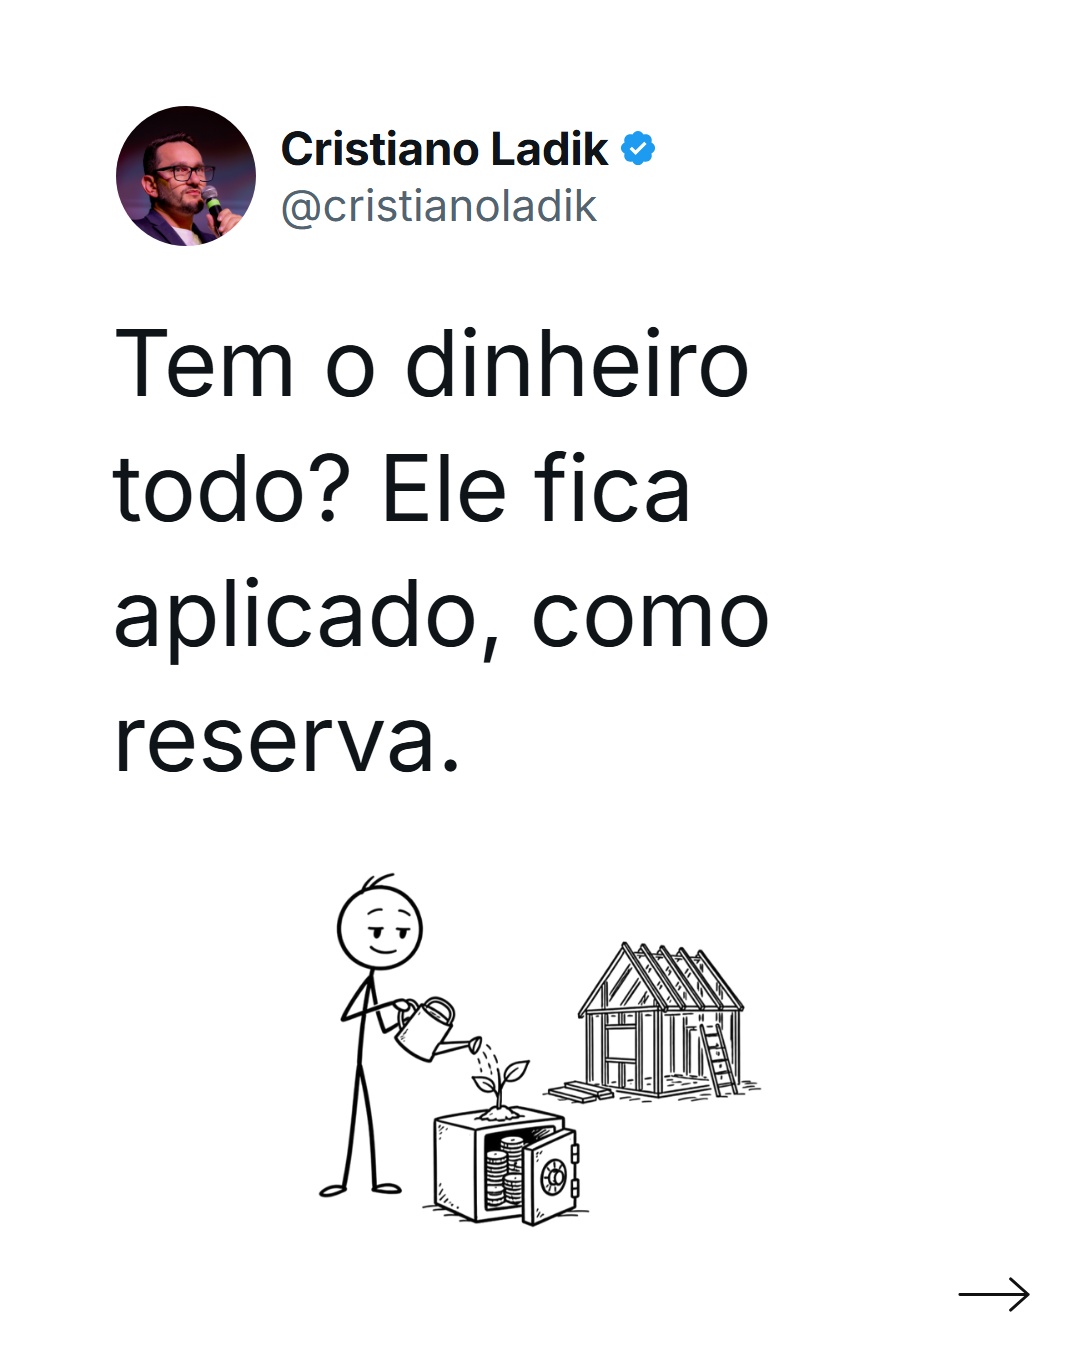 Cristiano Ladik
@cristianoladik
Tem o dinheiro
todo? Ele fica
aplicado, como
reserva.